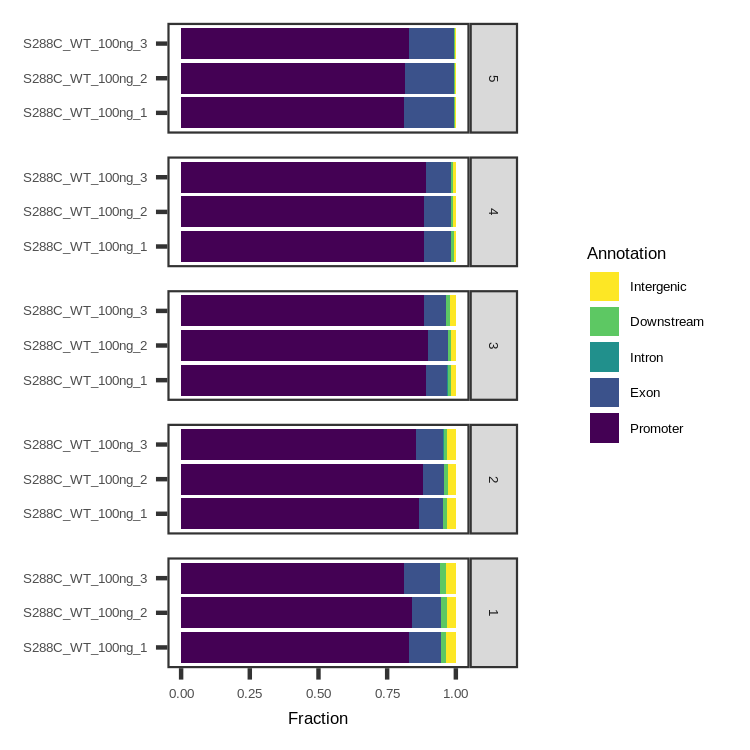 S288C_WT_100ng_3
S288C_WT_100ng_2
S288C_WT_100ng_1
5
S288C_WT_100ng_3
S288C_WT_100ng_2
S288C_WT_100ng_1
4
S288C_WT_100ng_3
S288C_WT_100ng_2
S288C_WT_100ng_1
3
S288C_WT_100ng_3
S288C_WT_100ng_2
S288C_WT_100ng_1
2
S288C_WT_100ng_3
S288C_WT_100ng_2
S288C_WT_100ng_1
1
0.00 0.25 0.50 0.75 1.00
Fraction
Annotation
Intergenic
Downstream
Intron
Exon
Promoter